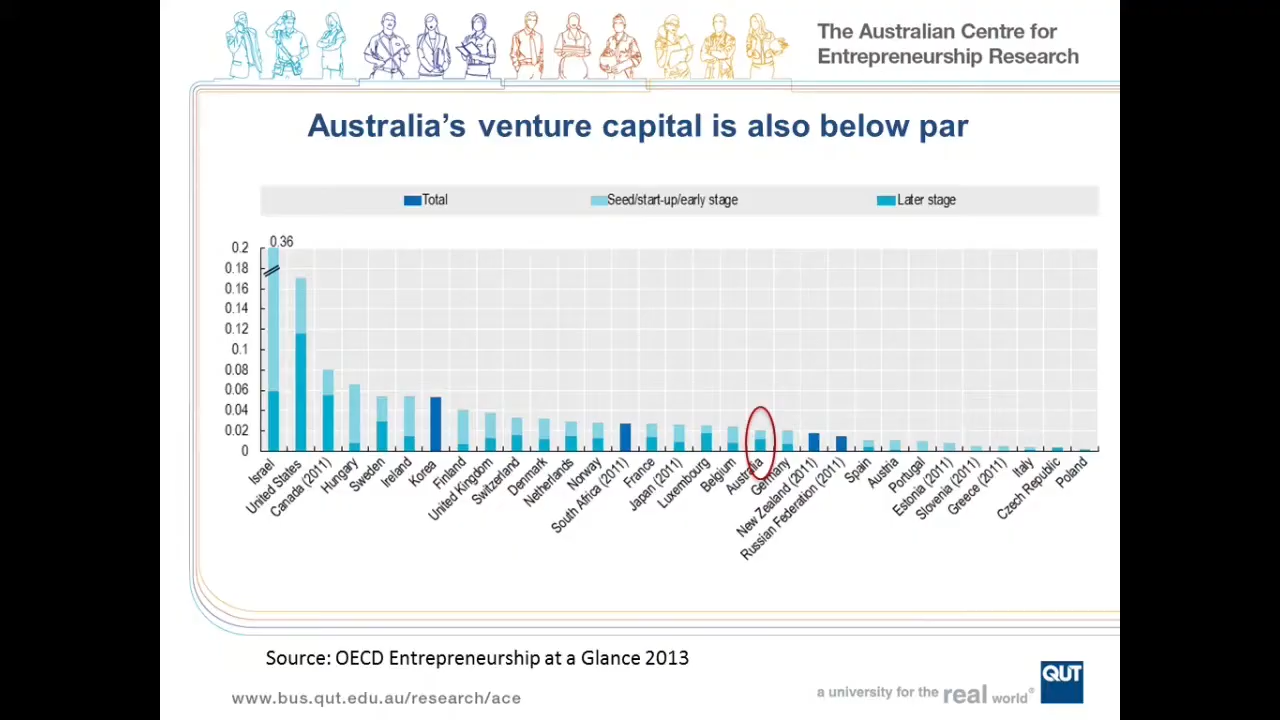 The Australian Centre for
Entrepreneurship Research
Australia's venture capital is also below par
Total
Seed/start-up/early stage
Later stage
0.36
0.2
0.18
0.16
0.14
0.12
0.1
0.08
0.06
0.04
0.02
0
Israel
United States
Canada (2011)
Hungary
Sweden
Ireland
Korea
Finland
United Kingdom
Switzerland
Denmark
Netherlands
Norway
South Africa (2011)
France
Japan (2011)
Luxembourg
Belgium
Australia
Germany
New Zealand (2011)
Russian Federation (2011)
Spain
Austria
Portugal
Estonia (2011)
Slovenia (2011)
Greece (2011)
Italy
Czech Republic
Poland
Source: OECD Entrepreneurship at a Glance 2013
www.bus.qut.edu.au/research/ace
a university for the real world®
QUT